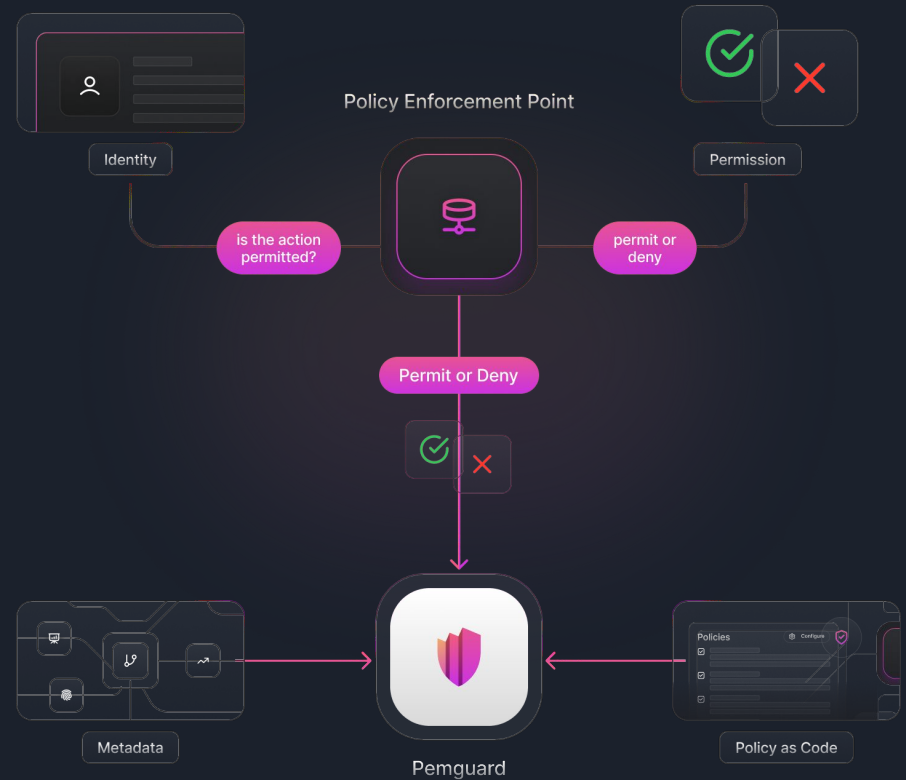 Policy Enforcement Point
Identity
Permission
is the action
permitted?
permit or
deny
Permit or Deny
Policies
Configure
Metadata
Policy as Code
Pemguard